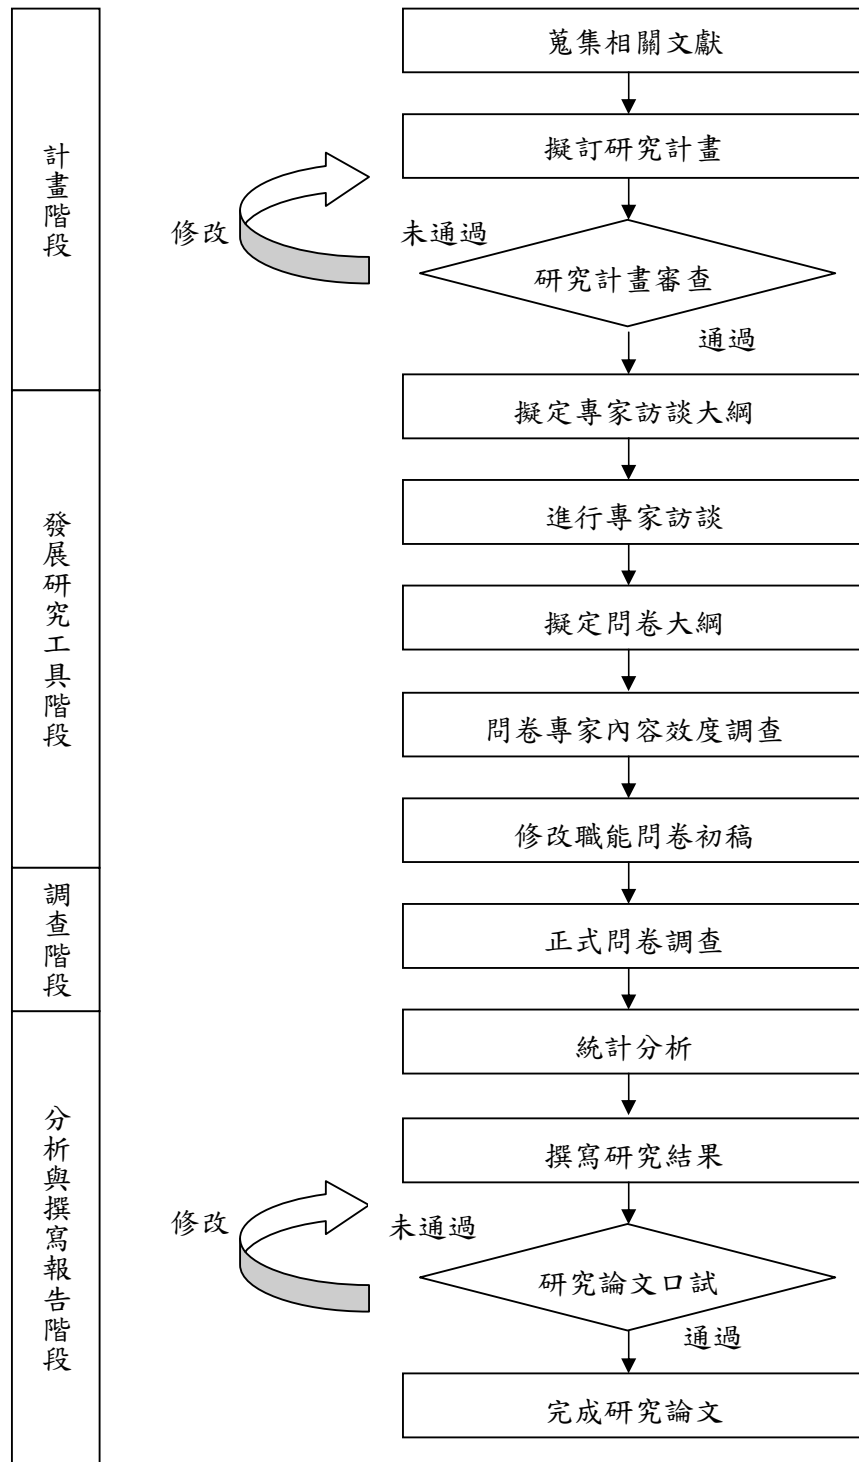 計畫階段
蒐集相關文獻
擬訂研究計畫
修改
未通過
研究計畫審查
通過
發展研究工具階段
擬定專家訪談大綱
進行專家訪談
擬定問卷大綱
問卷專家內容效度調查
修改職能問卷初稿
調查階段
正式問卷調查
分析與撰寫報告階段
統計分析
撰寫研究結果
修改
未通過
研究論文口試
通過
完成研究論文